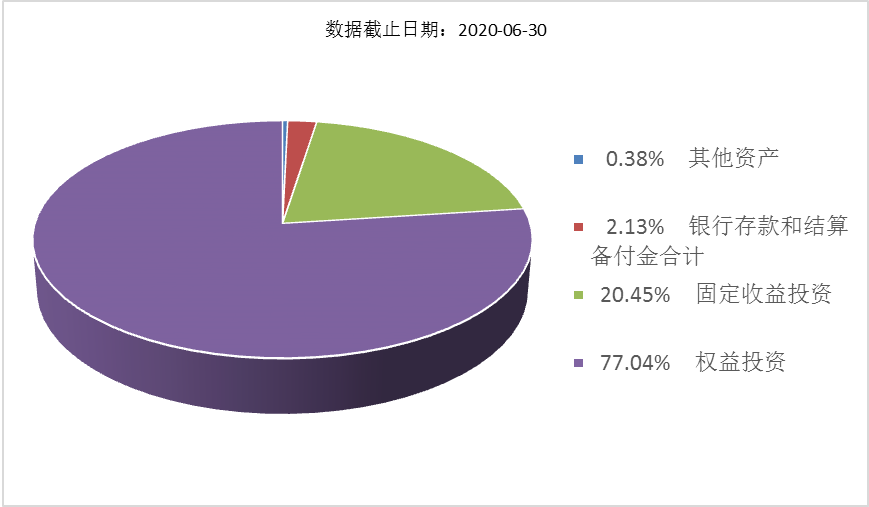 数据截止日期：2020-06-30
0.38% 其他资产
2.13% 银行存款和结算
备付金合计
20.45% 固定收益投资
77.04% 权益投资